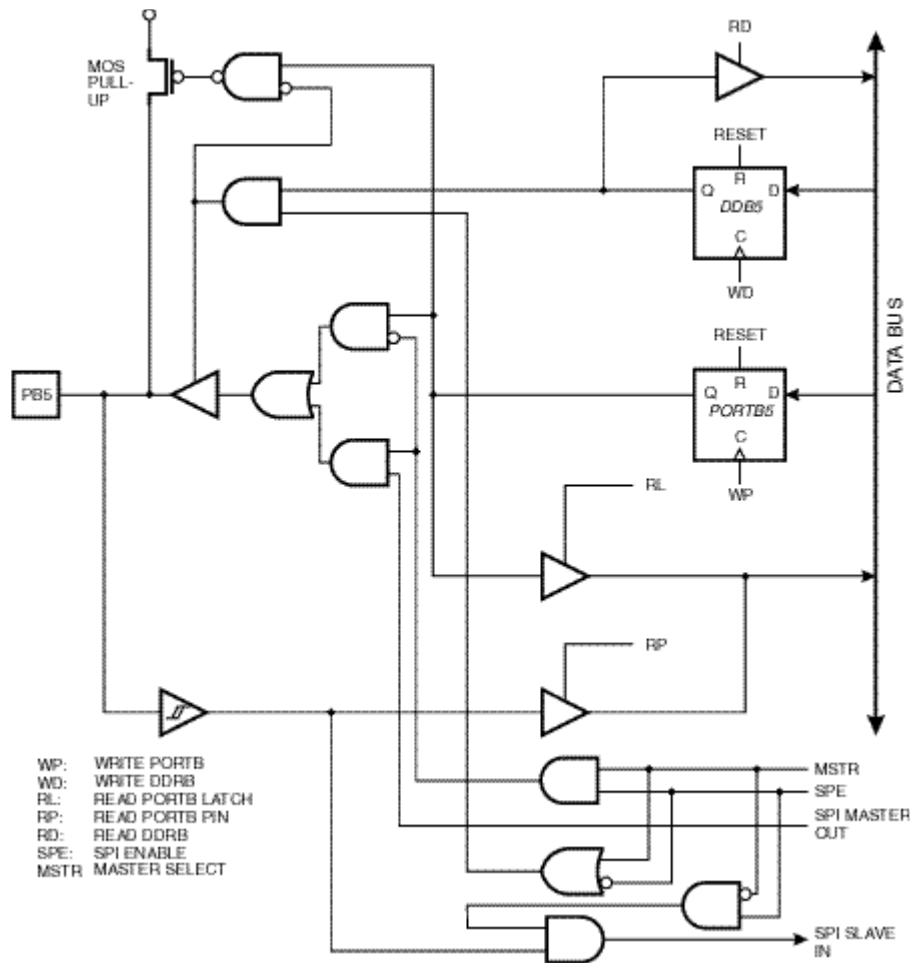 RD
MOS
PULL-
UP
RESET
R
Q
D
DDB5
C
WD
DATA BUS
RESET
R
PB5
Q
D
PORTB5
C
WP
RL
RP
WP: WRITE PORTB
WD: WRITE DDRB
RL: READ PORTB LATCH
RP: READ PORTB PIN
RD: READ DDRB
SPE: SPI ENABLE
MSTR MASTER SELECT
MSTR
SPE
SPI MASTER
OUT
SPI SLAVE
IN